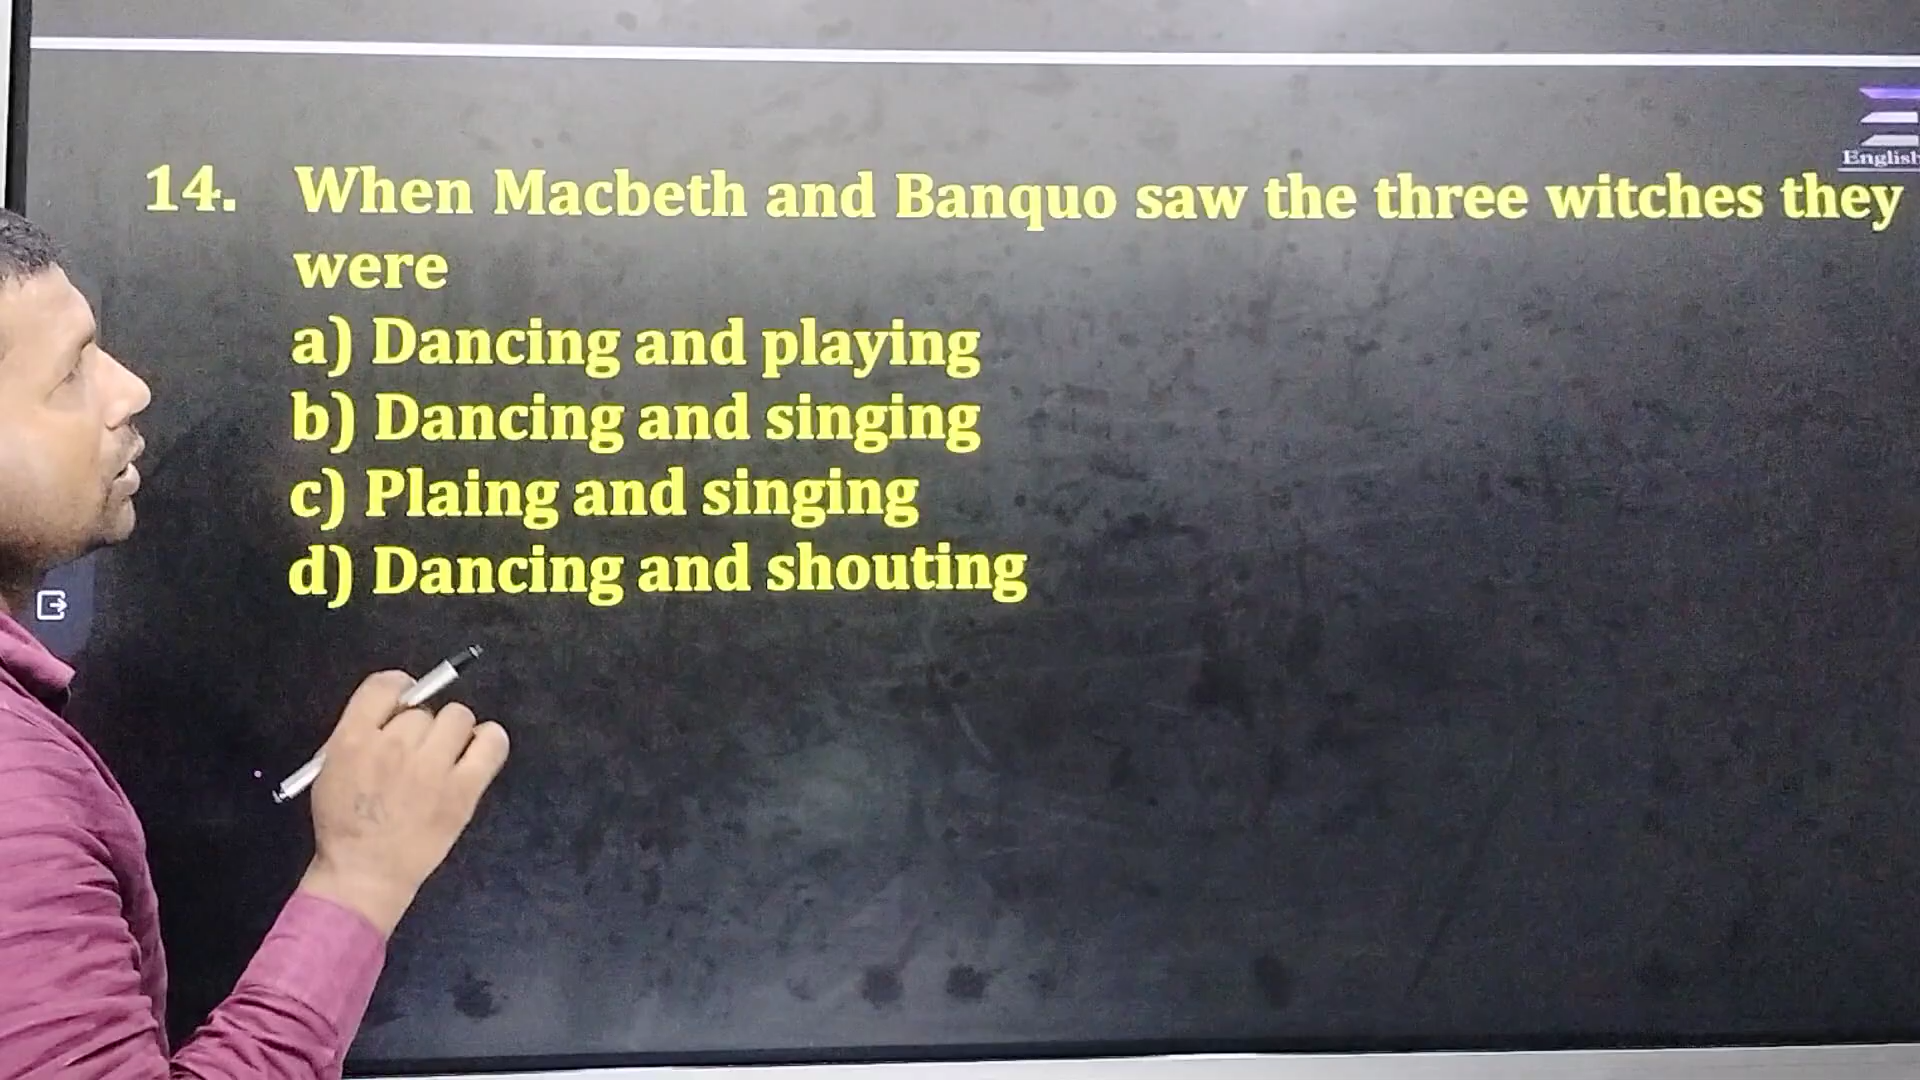 English
14. When Macbeth and Banquo saw the three witches they
were
a) Dancing and playing
b) Dancing and singing
c) Plaing and singing
d) Dancing and shouting